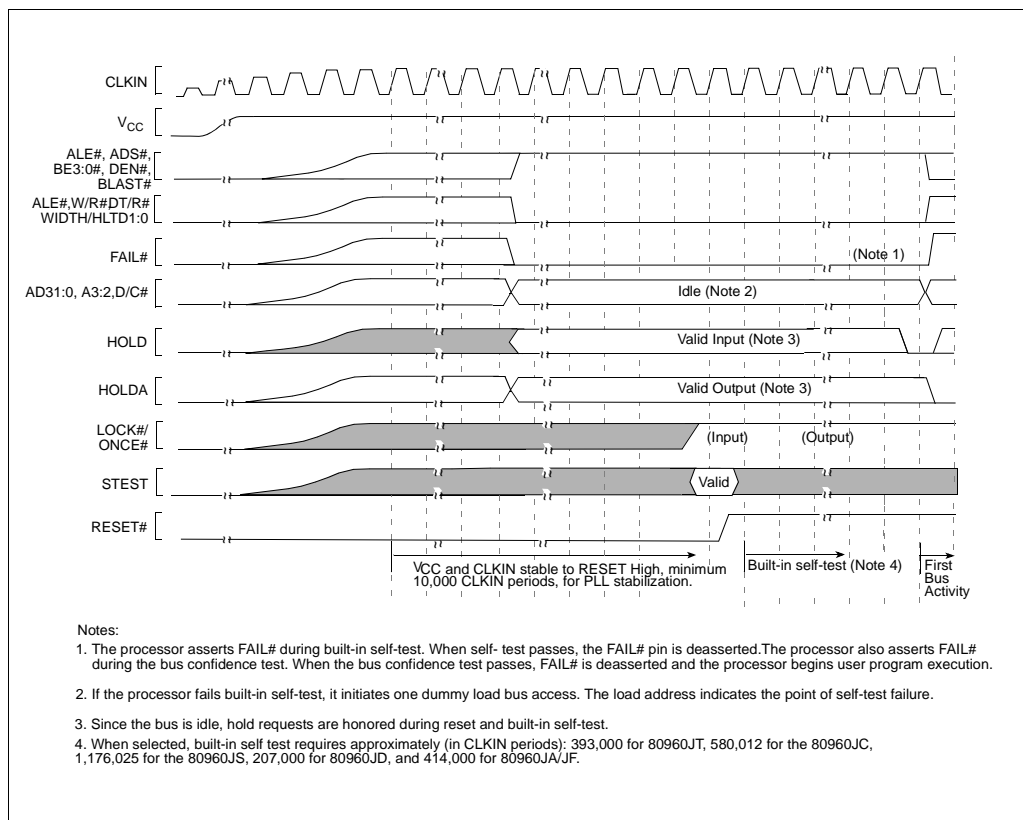 CLKIN
VCC
ALE#, ADS#,
BE3:0#, DEN#,
BLAST#
ALE#,W/R#DT/R#
WIDTH/HLTD1:0
FAIL#
(Note 1)
AD31:0, A3:2,D/C#
Idle (Note 2)
HOLD
Valid Input (Note 3)
HOLDA
Valid Output (Note 3)
LOCK#/
ONCE#
(Input)
(Output)
STEST
Valid
RESET#
VCC and CLKIN stable to RESET High, minimum
10,000 CLKIN periods, for PLL stabilization.
Built-in self-test (Note 4)
First
Bus
Activity
Notes:
1. The processor asserts FAIL# during built-in self-test. When self- test passes, the FAIL# pin is deasserted.The processor also asserts FAIL#
during the bus confidence test. When the bus confidence test passes, FAIL# is deasserted and the processor begins user program execution.
2. If the processor fails built-in self-test, it initiates one dummy load bus access. The load address indicates the point of self-test failure.
3. Since the bus is idle, hold requests are honored during reset and built-in self-test.
4. When selected, built-in self test requires approximately (in CLKIN periods): 393,000 for 80960JT, 580,012 for the 80960JC,
1,176,025 for the 80960JS, 207,000 for 80960JD, and 414,000 for 80960JA/JF.